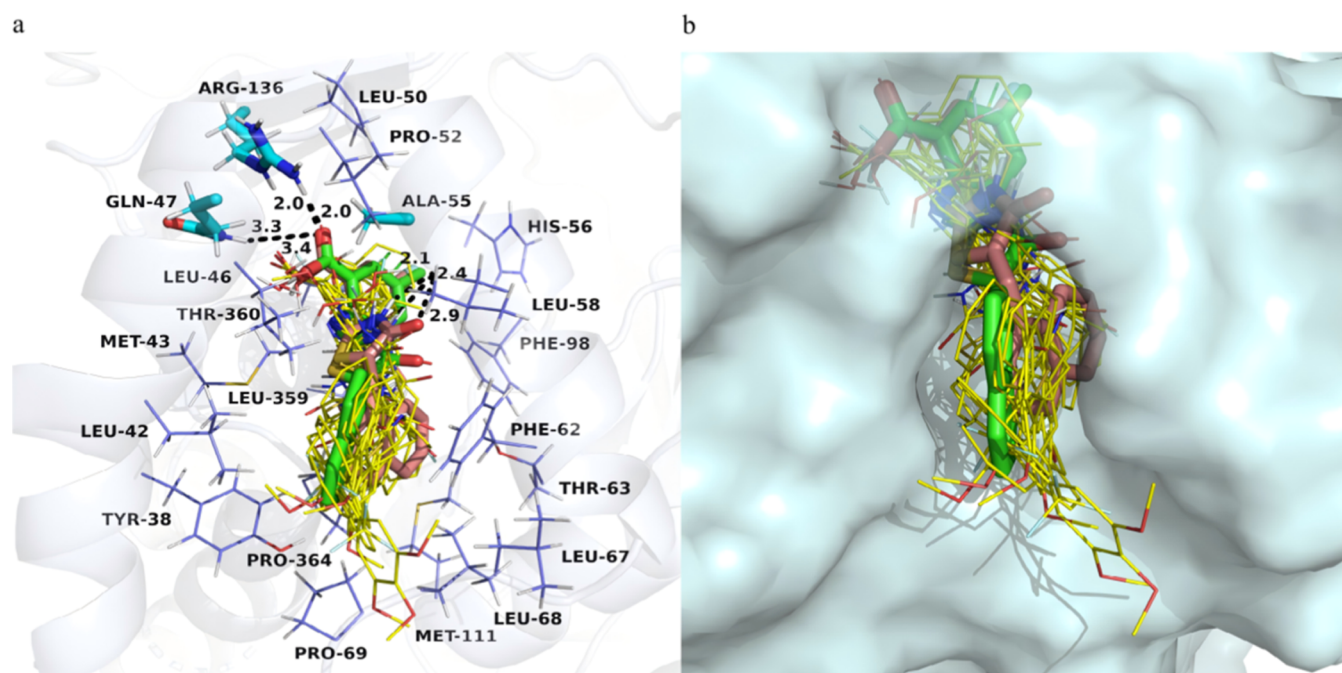 a b
ARG-136
LEU-50
PRO-52
GLN-47
2.0
2.0
ALA-55
3.3
3.4
HIS-56
LEU-46
2.1
2.4
THR-360
LEU-58
2.9
MET-43
PHE-98
LEU-359
LEU-42
PHE-62
THR-63
TYR-38
PRO-364
LEU-67
LEU-68
MET-111
PRO-69